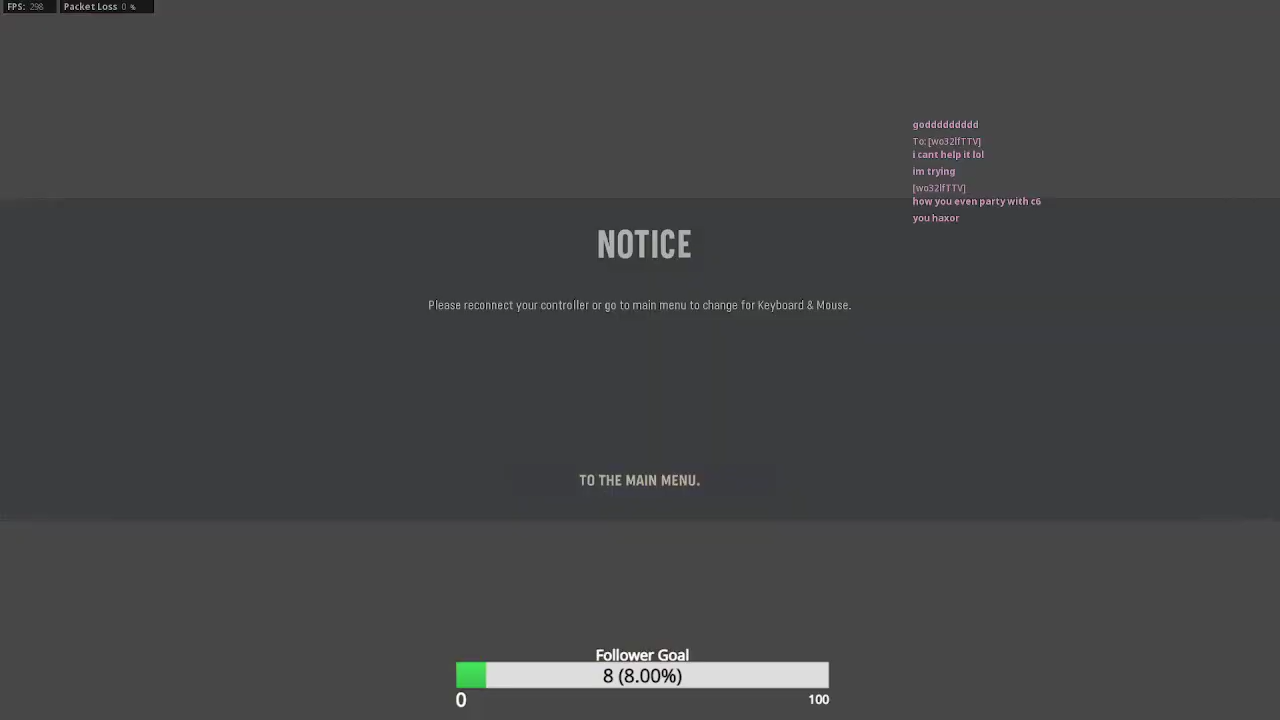 FPS: 298 Packet Loss 0 %
goddddddddd
To: [wo32lfTTV]
i cant help it lol
im trying
[wo32lfTTV]
how you even party with c6
you haxor
NOTICE
Please reconnect your controller or go to main menu to change for Keyboard & Mouse.
TO THE MAIN MENU.
Follower Goal
8 (8.00%)
0 100